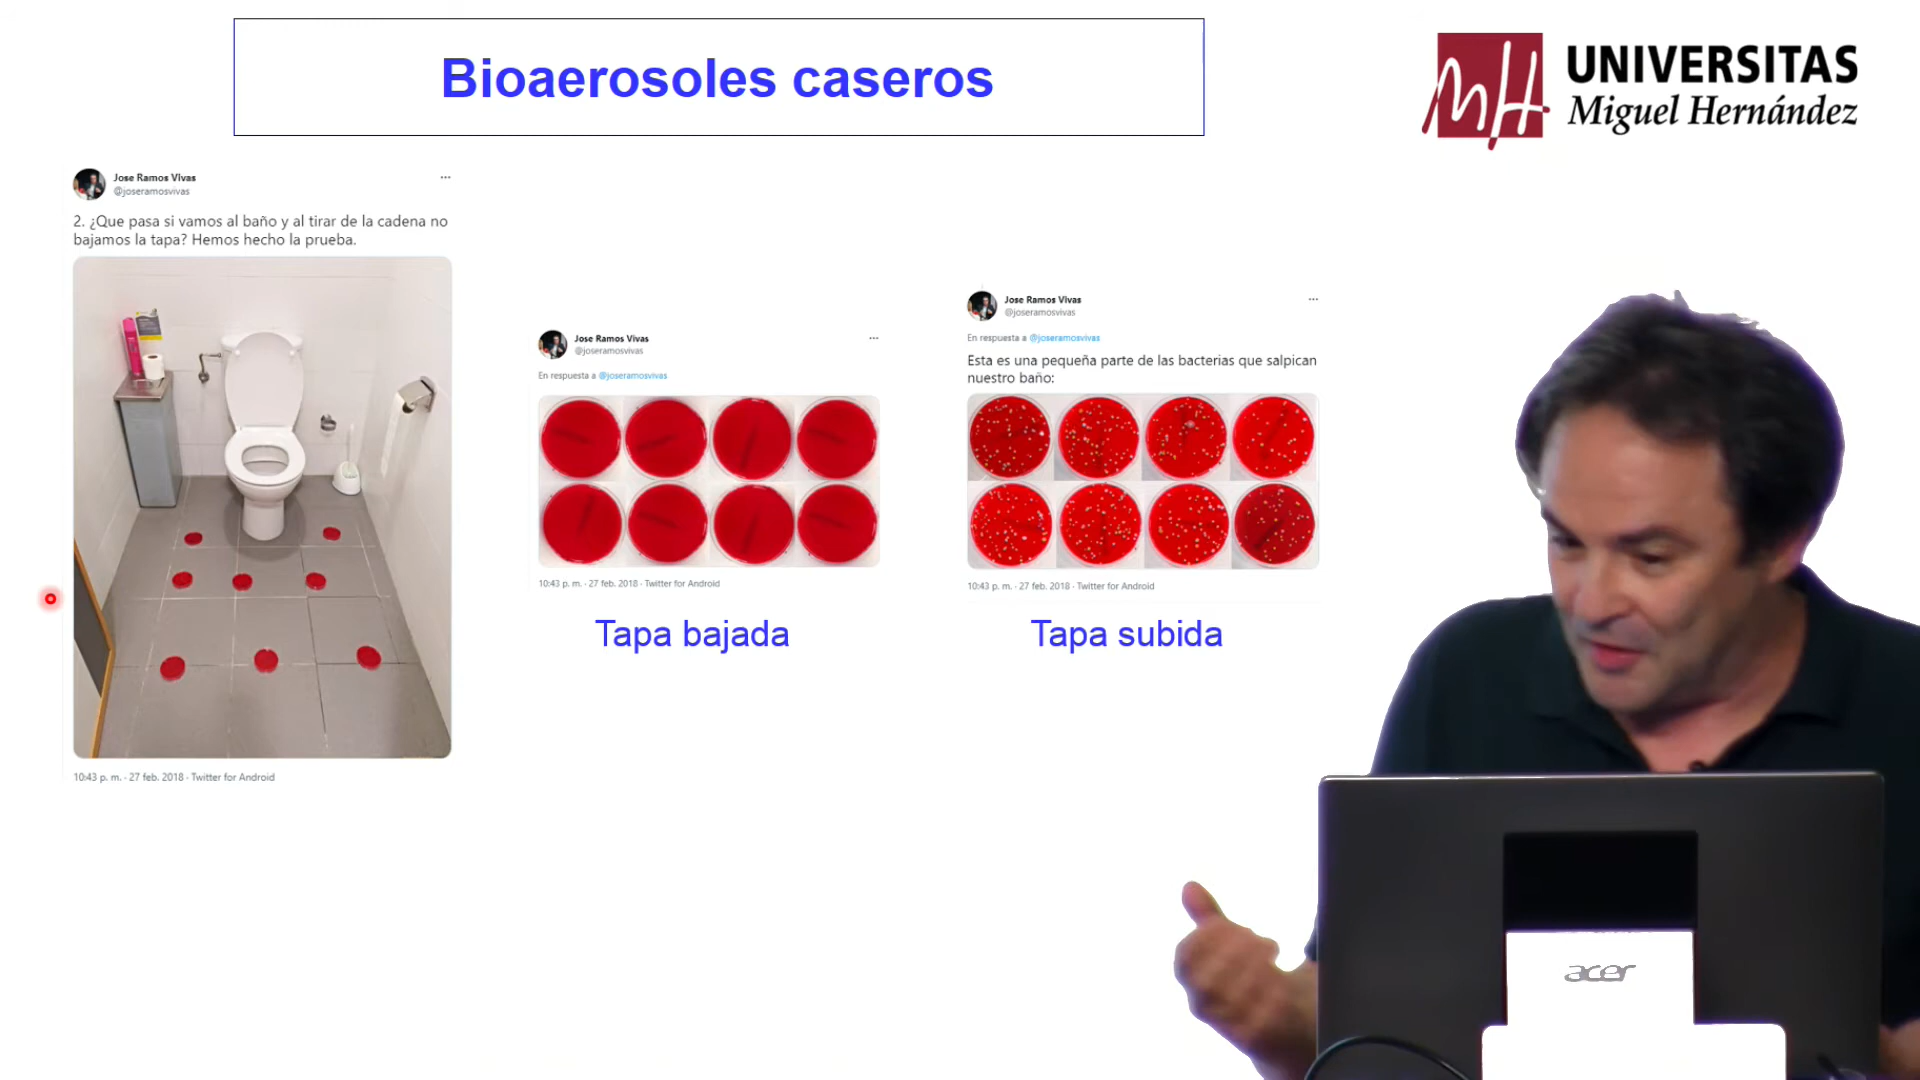 Bioaerosoles caseros
UNIVERSITAS
Miguel Hernández
Jose Ramos Vivas
@joseramosvivas
2. ¿Que pasa si vamos al baño y al tirar de la cadena no
bajamos la tapa? Hemos hecho la prueba.
10:43 p. m. · 27 feb. 2018 · Twitter for Android
Jose Ramos Vivas
@joseramosvivas
En respuesta a @joseramosvivas
10:43 p. m. · 27 feb. 2018 · Twitter for Android
Tapa bajada
Jose Ramos Vivas
@joseramosvivas
En respuesta a @joseramosvivas
Esta es una pequeña parte de las bacterias que salpican
nuestro baño:
10:43 p. m. · 27 feb. 2018 · Twitter for Android
Tapa subida
acer